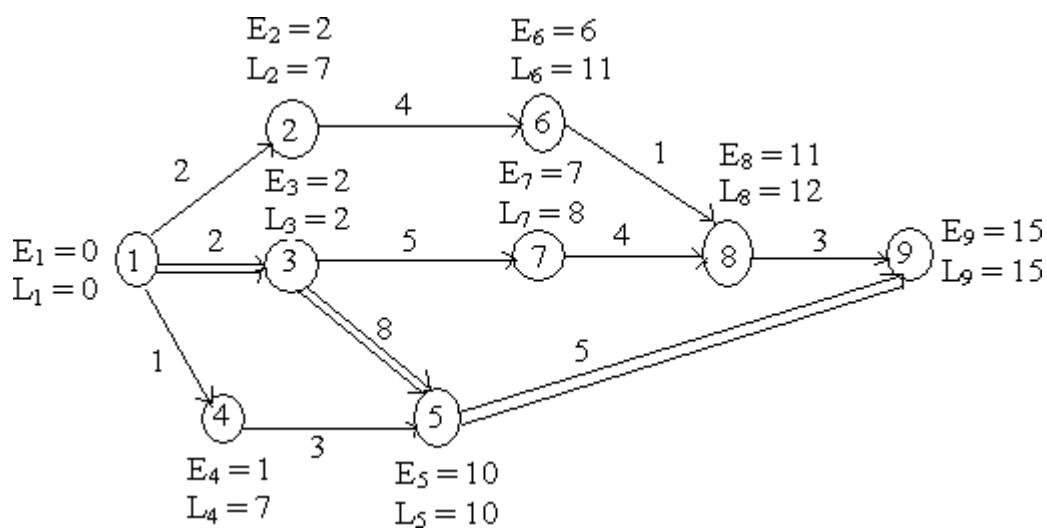 E₂ = 2
L₂ = 7
E₆ = 6
L₆ = 11
4
2
6
2
1
E₈ = 11
L₈ = 12
E₃ = 2
L₃ = 2
E₇ = 7
L₇ = 8
E₁ = 0
L₁ = 0
1
2
3
5
7
4
8
3
9
E₉ = 15
L₉ = 15
8
1
5
4
3
5
E₄ = 1
L₄ = 7
E₅ = 10
L₅ = 10